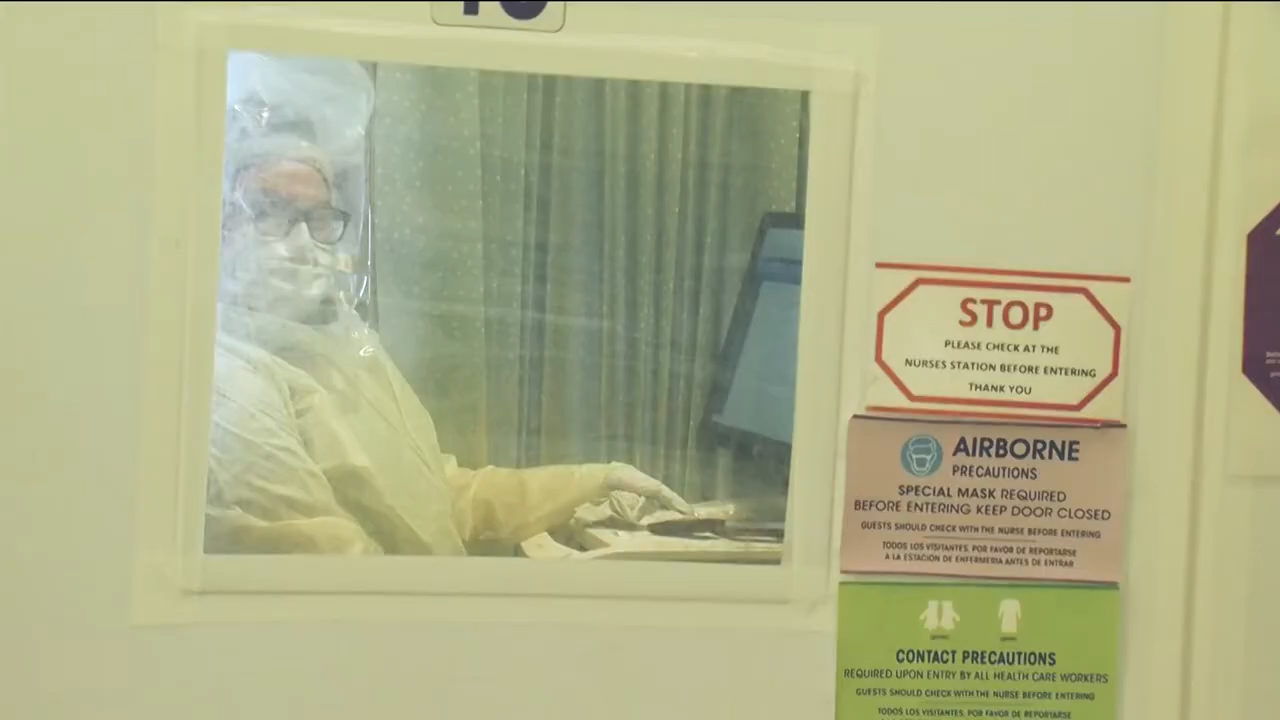 STOP
PLEASE CHECK AT THE
NURSES STATION BEFORE ENTERING
THANK YOU
AIRBORNE
PRECAUTIONS
SPECIAL MASK REQUIRED
BEFORE ENTERING KEEP DOOR CLOSED
GUESTS SHOULD CHECK WITH THE NURSE BEFORE ENTERING
TODOS LOS VISITANTES, POR FAVOR DE REPORTARSE
A LA ESTACIÓN DE ENFERMERIA ANTES DE ENTRAR
CONTACT PRECAUTIONS
REQUIRED UPON ENTRY BY ALL HEALTH CARE WORKERS
GUESTS SHOULD CHECK WITH THE NURSE BEFORE ENTERING
TODOS LOS VISITANTES, POR FAVOR DE REPORTARSE